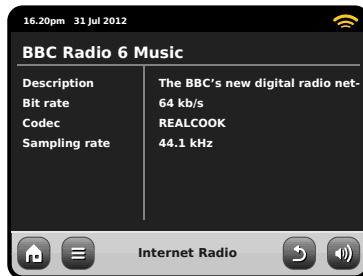 16.20pm 31 Jul 2012
BBC Radio 6 Music
Description The BBC's new digital radio net-
Bit rate 64 kb/s
Codec REALCOOK
Sampling rate 44.1 kHz
Internet Radio